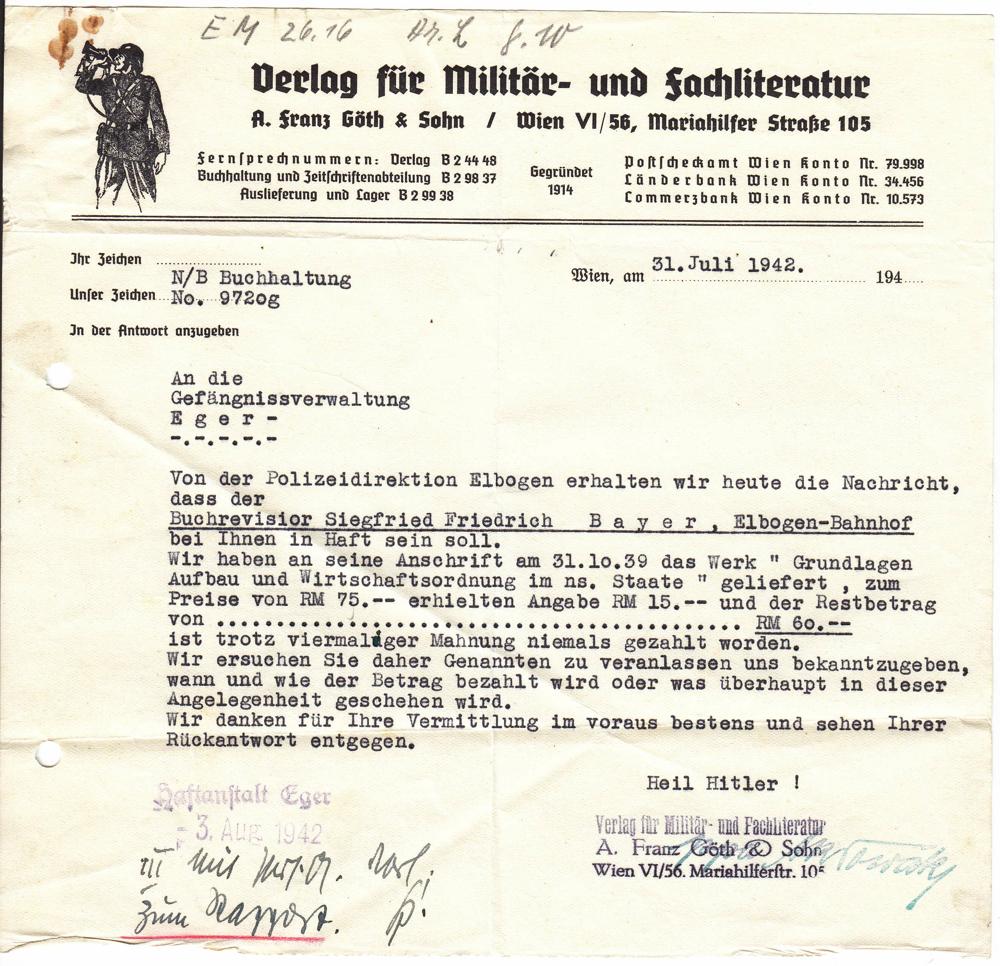 E M 26.16
Verlag für Militär- und Fachliteratur
A. Franz Göth & Sohn / Wien VI/56, Mariahilfer Straße 105
Fernsprechnummern: Verlag B 2 44 48
Buchhaltung und Zeitschriftenabteilung B 2 98 37
Auslieferung und Lager B 2 99 38
Gegründet
1914
Postscheckamt Wien Konto Nr. 79.998
Länderbank Wien Konto Nr. 34.456
Commerzbank Wien Konto Nr. 10.573
Ihr Zeichen ....................
N/B Buchhaltung
Unser Zeichen No. 972og
In der Antwort anzugeben
Wien, am 31.Juli 1942. 194
An die
Gefängnissverwaltung
E g e r -
-.-.-.-.-
Von der Polizeidirektion Elbogen erhalten wir heute die Nachricht,
dass der
Buchrevisior Siegfried Friedrich B a y e r , Elbogen-Bahnhof
bei Ihnen in Haft sein soll.
Wir haben an seine Anschrift am 31.1o.39 das Werk " Grundlagen
Aufbau und Wirtschaftsordnung im ns. Staate " geliefert , zum
Preise von RM 75.-- erhielten Angabe RM 15.-- und der Restbetrag
von ............................................ RM 6o.--
ist trotz viermaliger Mahnung niemals gezahlt worden.
Wir ersuchen Sie daher Genannten zu veranlassen uns bekanntzugeben,
wann und wie der Betrag bezahlt wird oder was überhaupt in dieser
Angelegenheit geschehen wird.
Wir danken für Ihre Vermittlung im voraus bestens und sehen Ihrer
Rückantwort entgegen.
Heil Hitler !
Haftanstalt Eger
- 3. Aug. 1942
Verlag für Militär- und Fachliteratur
A. Franz Göth & Sohn
Wien VI/56. Mariahilferstr. 105
III mit
zum Rapport.